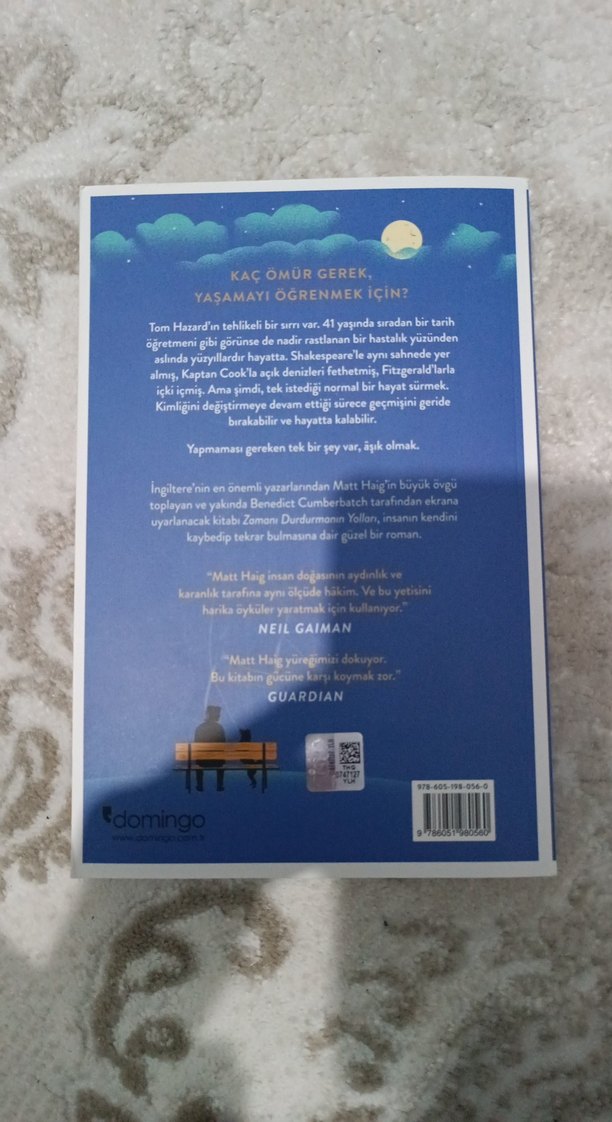 KAÇ ÖMÜR GEREK,
YAŞAMAYI ÖĞRENMEK İÇİN?
Tom Hazard'ın tehlikeli bir sırrı var. 41 yaşında sıradan bir tarih
öğretmeni gibi görünse de nadir rastlanan bir hastalık yüzünden
aslında yüzyıllardır hayatta. Shakespeare'le aynı sahnede yer
almış, Kaptan Cook'la açık denizleri fethetmiş, Fitzgerald'larla
içki içmiş. Ama şimdi, tek istediği normal bir hayat sürmek.
Kimliğini değiştirmeye devam ettiği sürece geçmişini geride
bırakabilir ve hayatta kalabilir.
Yapmaması gereken tek bir şey var, âşık olmak.
İngiltere'nin en önemli yazarlarından Matt Haig'in büyük övgü
toplayan ve yakında Benedict Cumberbatch tarafından ekrana
uyarlanacak kitabı Zamanı Durdurmanın Yolları, insanın kendini
kaybedip tekrar bulmasına dair güzel bir roman.
"Matt Haig insan doğasının aydınlık ve
karanlık tarafına aynı ölçüde hâkim. Ve bu yetisini
harika öyküler yaratmak için kullanıyor."
NEIL GAIMAN
"Matt Haig yüreğimizi dokuyor.
Bu kitabın gücüne karşı koymak zor."
GUARDIAN
THG
0747127
YLH
978-605-198-056-0
9 786051 980560
domingo
www.domingo.com.tr